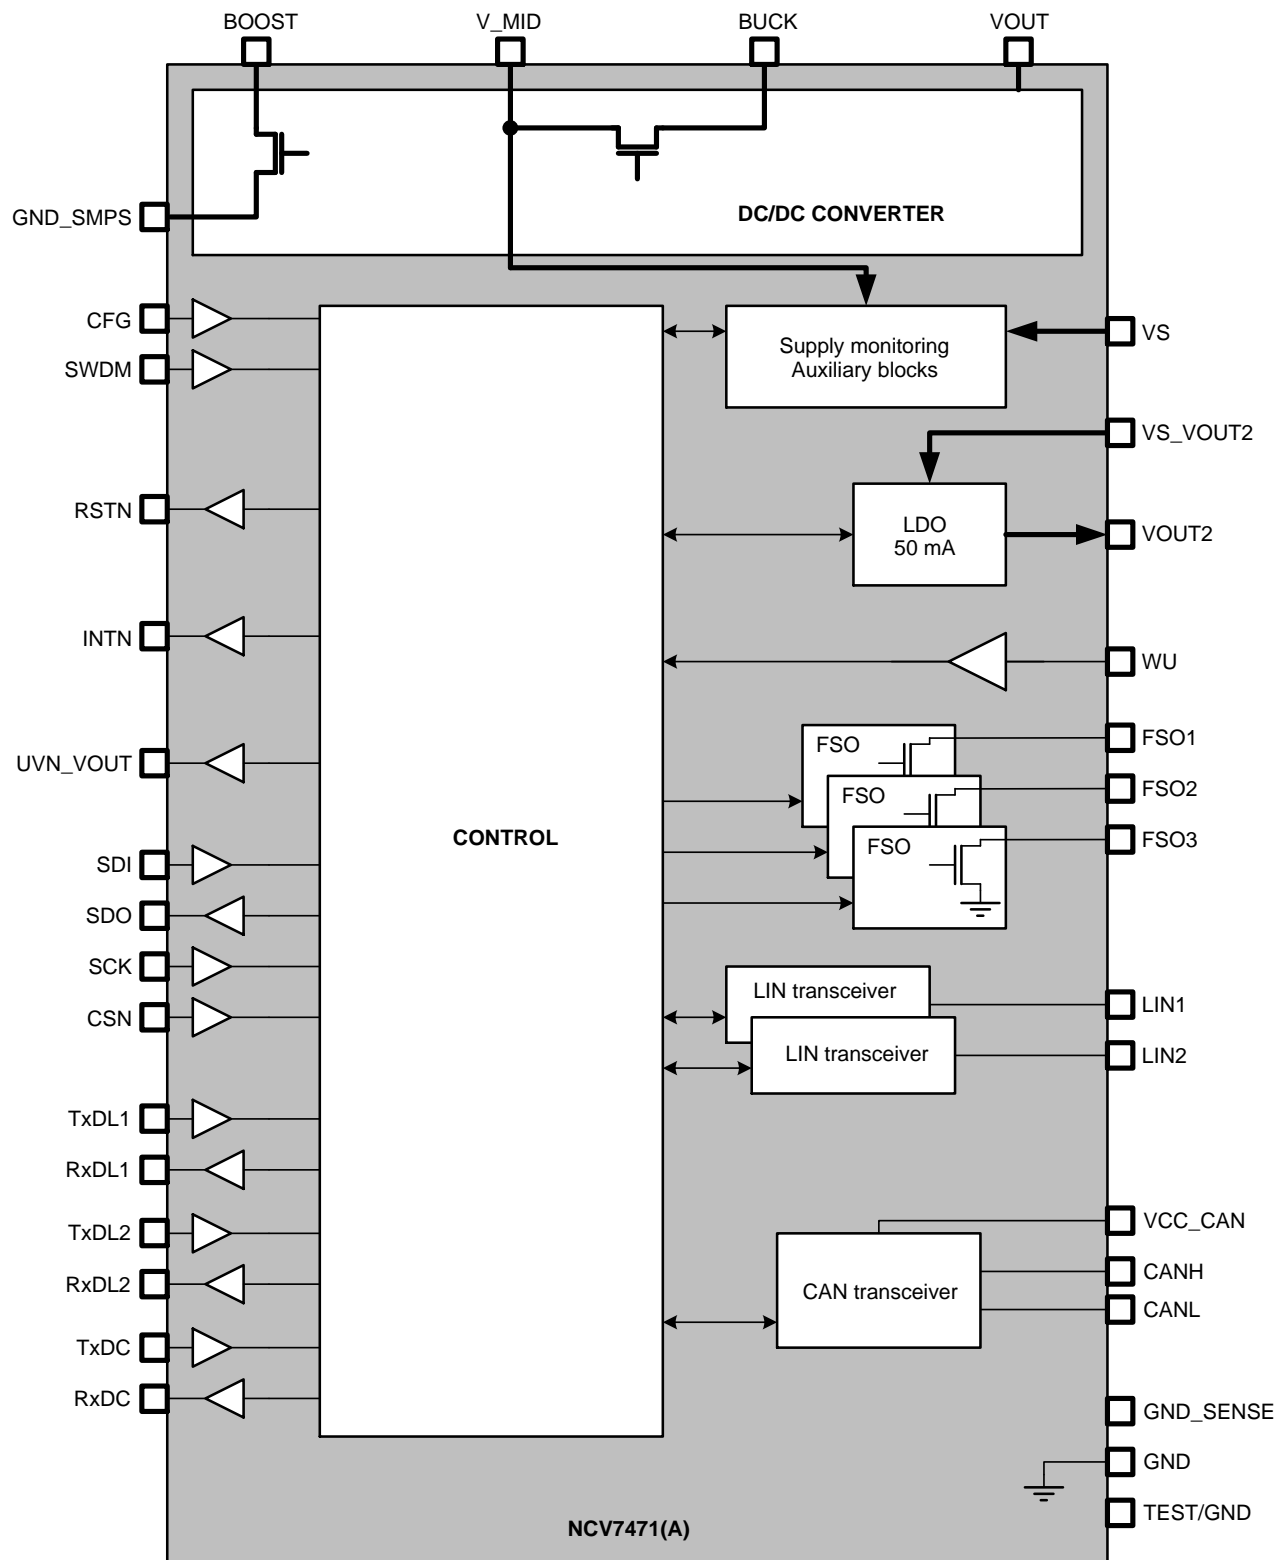 BOOST
V_MID
BUCK
VOUT
GND_SMPS
DC/DC CONVERTER
CFG
SWDM
Supply monitoring
Auxiliary blocks
VS
VS_VOUT2
RSTN
LDO
50 mA
VOUT2
INTN
WU
UVN_VOUT
FSO
FSO1
FSO
FSO2
FSO
FSO3
CONTROL
SDI
SDO
SCK
CSN
LIN transceiver
LIN1
LIN transceiver
LIN2
TxDL1
RxDL1
TxDL2
RxDL2
TxDC
RxDC
VCC_CAN
CAN transceiver
CANH
CANL
GND_SENSE
GND
TEST/GND
NCV7471(A)